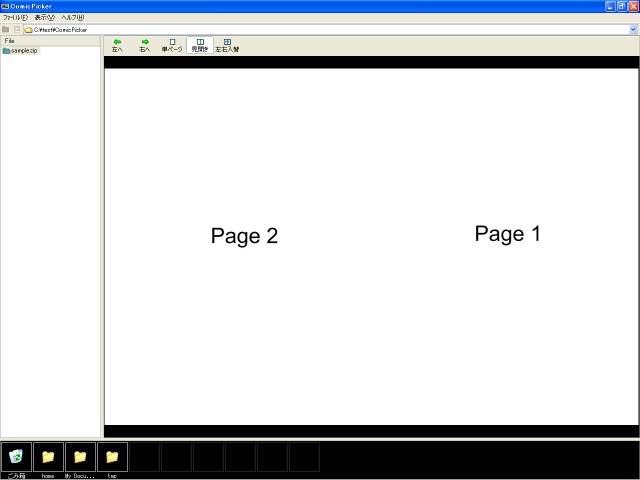 ComicPicker
ファイル(F) 表示(V) ヘルプ(H)
C:¥test¥ComicPicker
File
sample.zip
左へ 右へ 単ページ 見開き 左右入替
Page 2 Page 1
ごみ箱 home My Docu... tmp